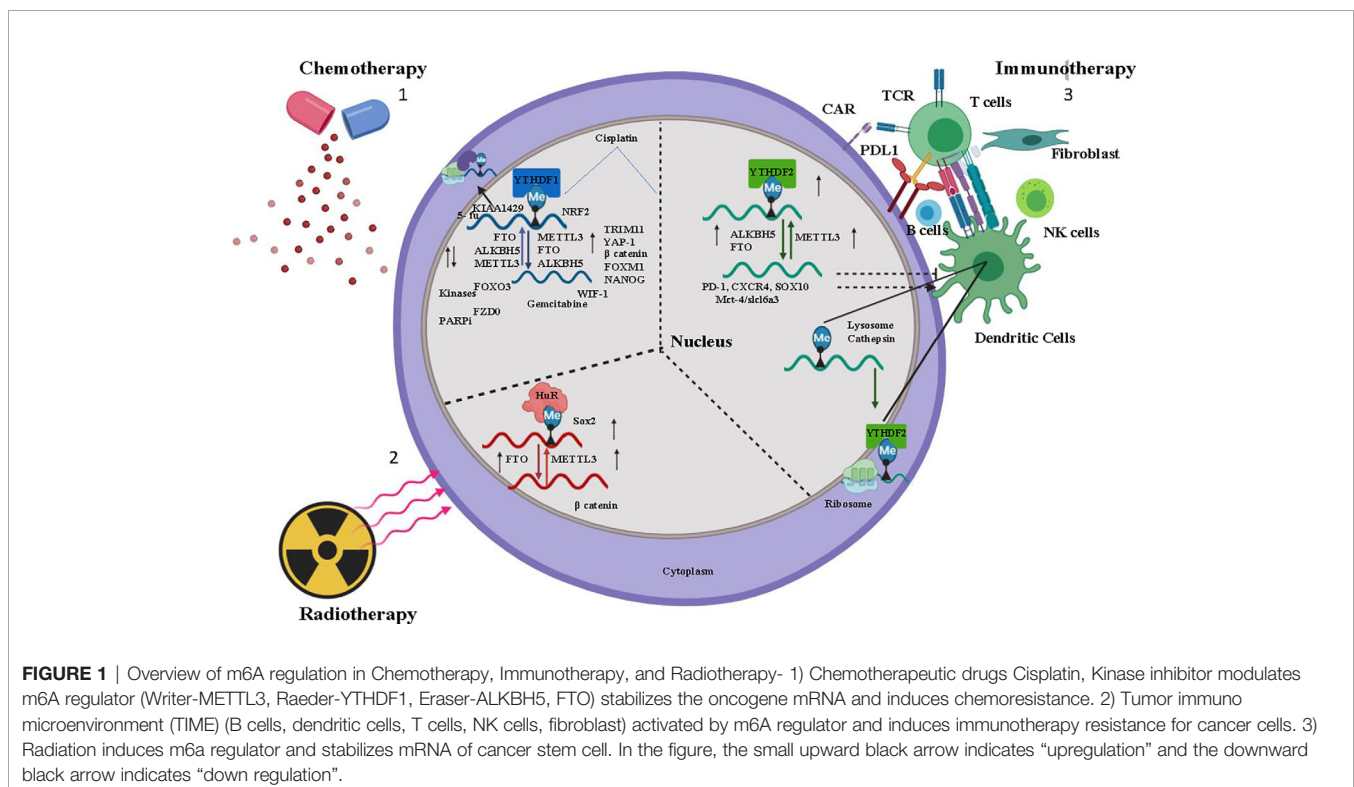 Chemotherapy
1
Immunotherapy
3
TCR
T cells
CAR
PDL1
Fibroblast
B cells
NK cells
Dendritic Cells
Cisplatin
Me
YTHDF1
Me
KIAA1429
5- fu
NRF2
FTO
ALKBH5
METTL3
METTL3
FTO
ALKBH5
TRIM11
YAP-1
β catenin
FOXM1
NANOG
Kinases
FOXO3
FZD0
PARPi
Gemcitabine
WIF-1
YTHDF2
Me
ALKBH5
FTO
METTL3
PD-1, CXCR4, SOX10
Mct-4/slcl6a3
Nucleus
Me
Lysosome
Cathepsin
YTHDF2
Me
Ribosome
HuR
Me
Sox2
FTO
METTL3
β catenin
2
Radiotherapy
Cytoplasm
FIGURE 1 | Overview of m6A regulation in Chemotherapy, Immunotherapy, and Radiotherapy- 1) Chemotherapeutic drugs Cisplatin, Kinase inhibitor modulates
m6A regulator (Writer-METTL3, Raeder-YTHDF1, Eraser-ALKBH5, FTO) stabilizes the oncogene mRNA and induces chemoresistance. 2) Tumor immuno
microenvironment (TIME) (B cells, dendritic cells, T cells, NK cells, fibroblast) activated by m6A regulator and induces immunotherapy resistance for cancer cells. 3)
Radiation induces m6a regulator and stabilizes mRNA of cancer stem cell. In the figure, the small upward black arrow indicates “upregulation” and the downward
black arrow indicates “down regulation”.